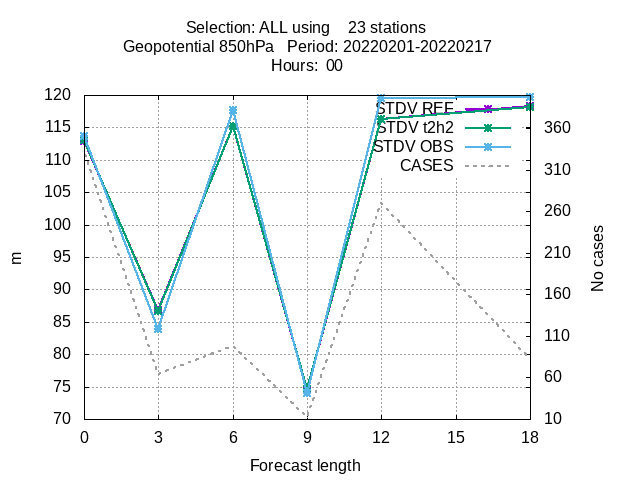 Selection: ALL using    23 stations
Geopotential 850hPa   Period: 20220201-20220217
Hours:  00
STDV REF
STDV t2h2
STDV OBS
CASES
120
115
110
105
100
95
90
85
80
75
70
m
360
310
260
210
160
110
60
10
No cases
0 3 6 9 12 15 18
Forecast length